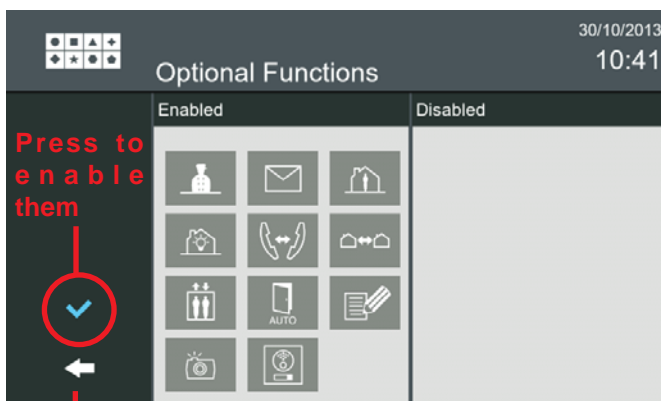 30/10/2013
10:41
Optional Functions
Enabled
Disabled
Press to
enable
them
AUTO